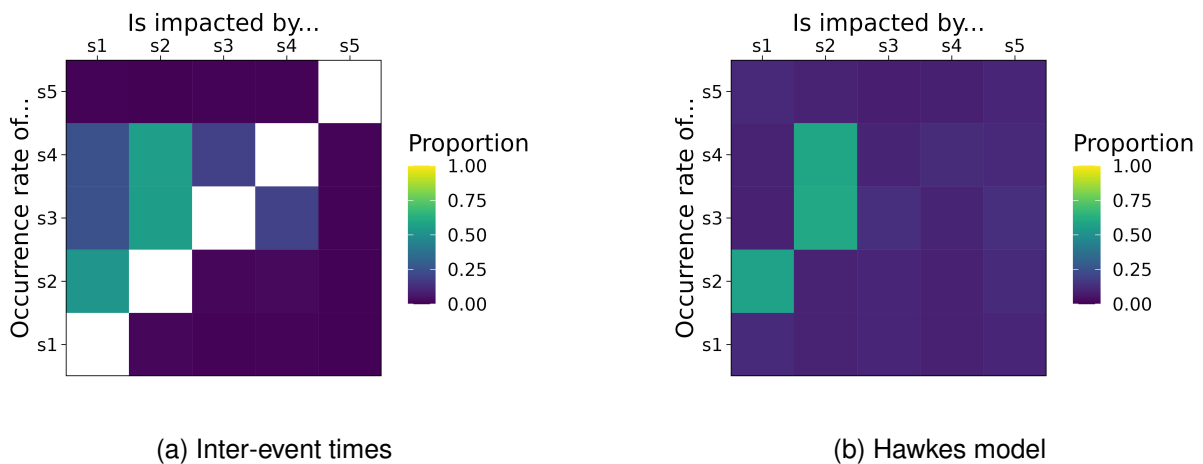 Is impacted by...
s1 s2 s3 s4 s5
Occurrence rate of...
s5
s4
s3
s2
s1
Proportion
1.00
0.75
0.50
0.25
0.00
(a) Inter-event times
Is impacted by...
s1 s2 s3 s4 s5
Occurrence rate of...
s5
s4
s3
s2
s1
Proportion
1.00
0.75
0.50
0.25
0.00
(b) Hawkes model